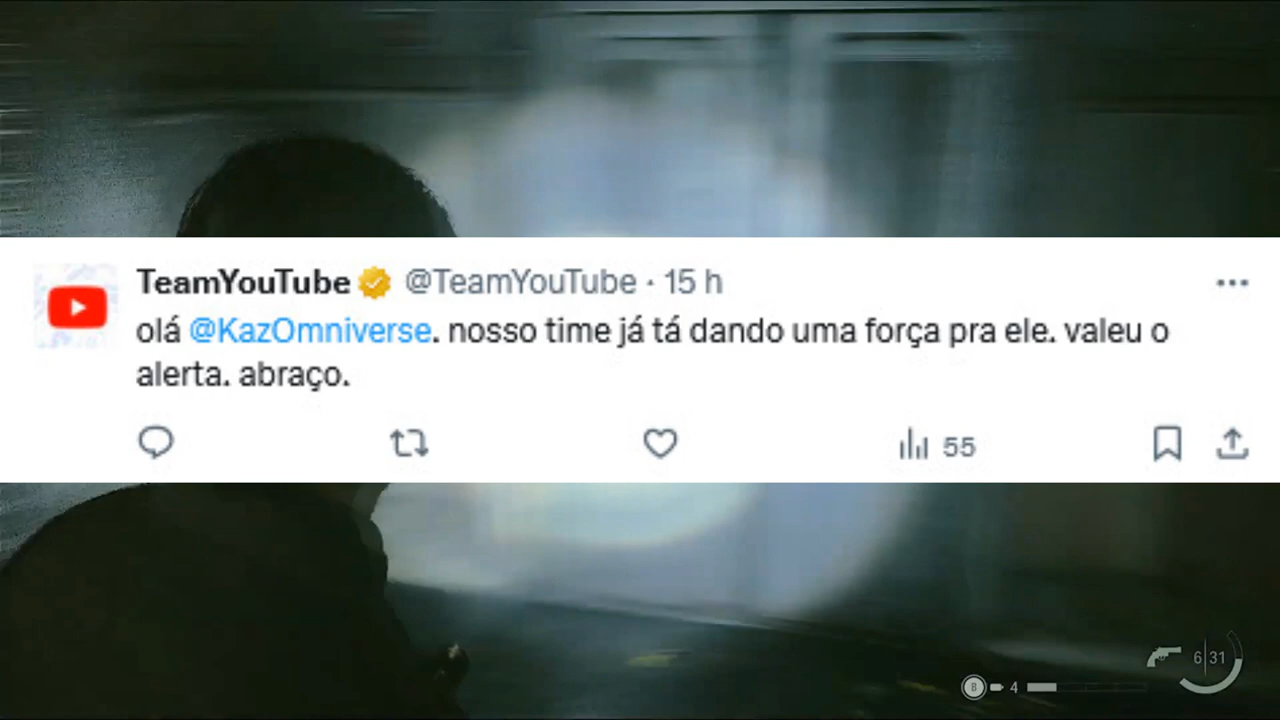 TeamYouTube @TeamYouTube · 15 h
olá @KazOmniverse. nosso time já tá dando uma força pra ele. valeu o
alerta. abraço.
55
6|31
B 4